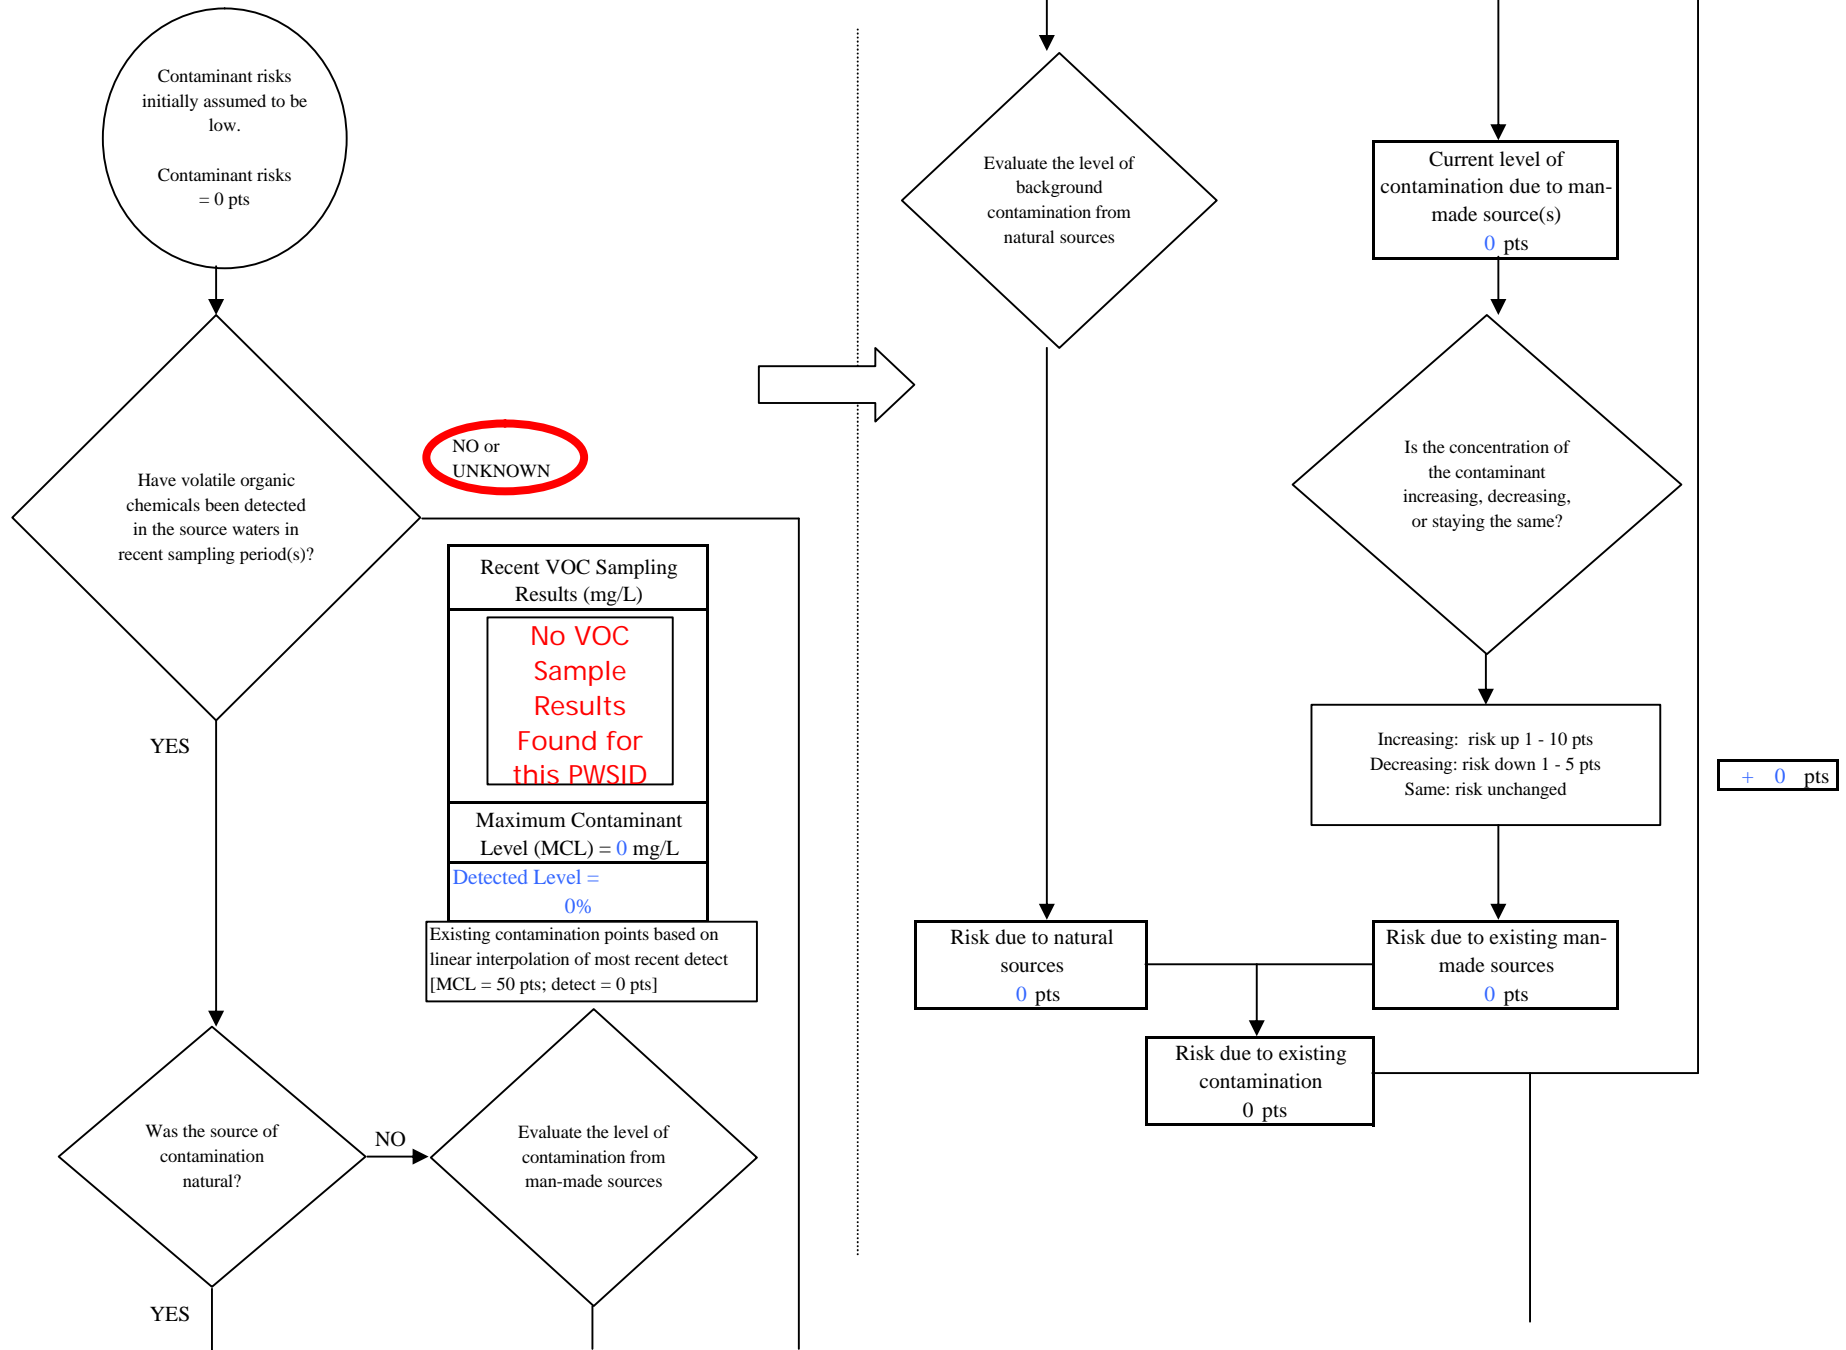 Contaminant risks
initially assumed to be
low.
Contaminant risks
= 0 pts
Have volatile organic
chemicals been detected
in the source waters in
recent sampling period(s)?
NO or
UNKNOWN
YES
Recent VOC Sampling
Results (mg/L)
No VOC
Sample
Results
Found for
this PWSID
Maximum Contaminant
Level (MCL) = 0 mg/L
Detected Level =
0%
Existing contamination points based on
linear interpolation of most recent detect
[MCL = 50 pts; detect = 0 pts]
Was the source of
contamination
natural?
NO
Evaluate the level of
contamination from
man-made sources
YES
Evaluate the level of
background
contamination from
natural sources
Current level of
contamination due to man-
made source(s)
0 pts
Is the concentration of
the contaminant
increasing, decreasing,
or staying the same?
Increasing: risk up 1 - 10 pts
Decreasing: risk down 1 - 5 pts
Same: risk unchanged
+ 0 pts
Risk due to natural
sources
0 pts
Risk due to existing man-
made sources
0 pts
Risk due to existing
contamination
0 pts